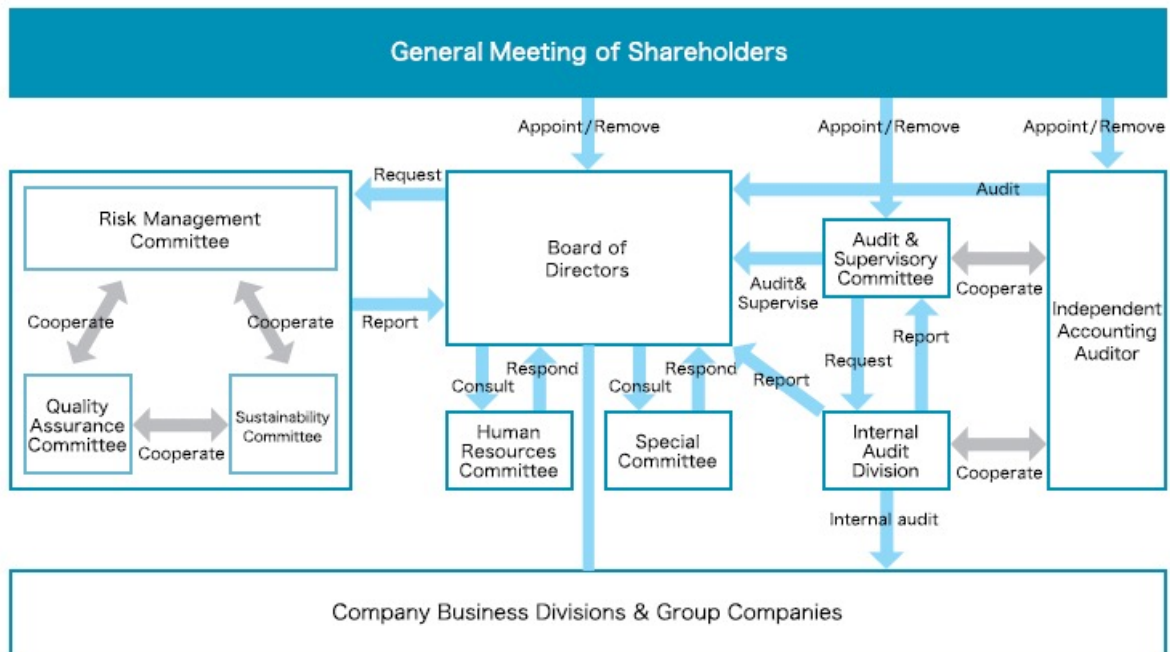 General Meeting of Shareholders
Appoint/Remove
Appoint/Remove
Appoint/Remove
Request
Audit
Risk Management
Committee
Board of
Directors
Audit &
Supervisory
Committee
Audit&
Supervise
Cooperate
Independent
Accounting
Auditor
Cooperate
Cooperate
Report
Report
Request
Consult
Respond
Consult
Respond
Report
Quality
Assurance
Committee
Cooperate
Sustainability
Committee
Human
Resources
Committee
Special
Committee
Internal
Audit
Division
Cooperate
Internal audit
Company Business Divisions & Group Companies